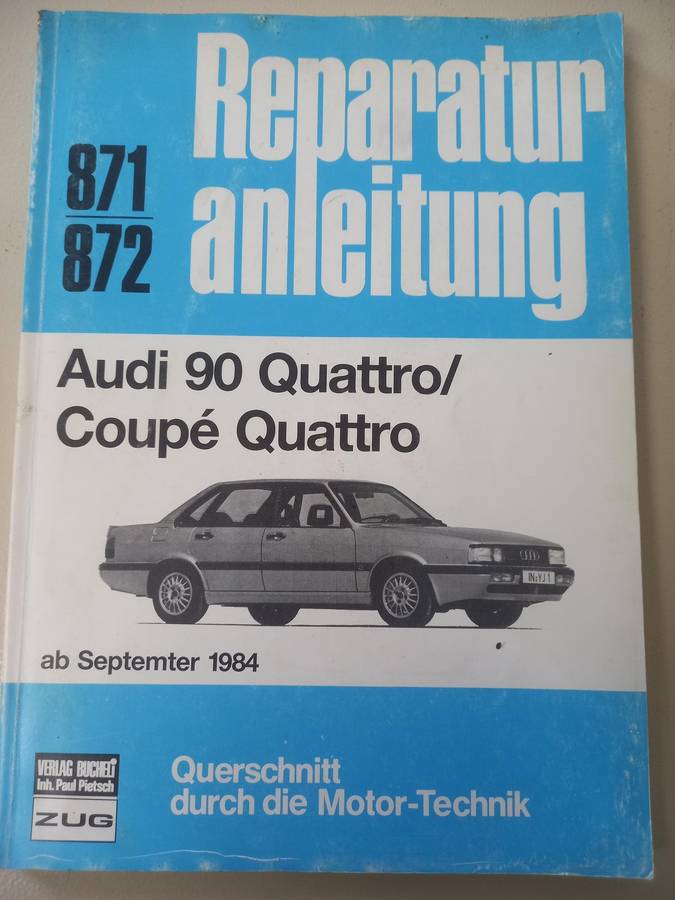 Reparatur
anleitung
871
872
Audi 90 Quattro/
Coupé Quattro
IN:YJ 1
ab Septemter 1984
VERLAG BUCHELI
Inh. Paul Pietsch
ZUG
Querschnitt
durch die Motor-Technik